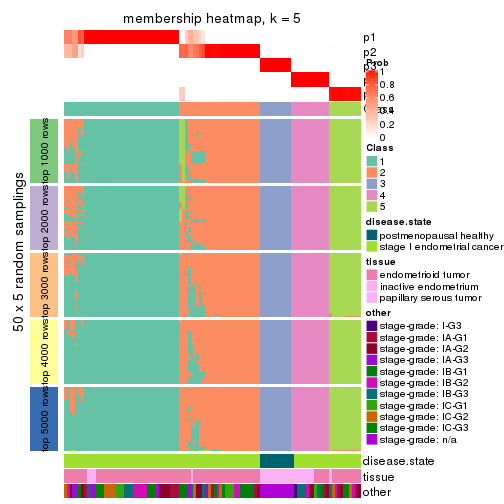 membership heatmap, k = 5
p1
p2
Prob
1
0.8
0.6
0.4
0.2
0
Class
1
2
3
4
5
disease.state
postmenopausal healthy
stage I endometrial cancer
tissue
endometrioid tumor
inactive endometrium
papillary serous tumor
other
stage-grade: I-G3
stage-grade: IA-G1
stage-grade: IA-G2
stage-grade: IA-G3
stage-grade: IB-G1
stage-grade: IB-G2
stage-grade: IB-G3
stage-grade: IC-G1
stage-grade: IC-G2
stage-grade: IC-G3
stage-grade: n/a
50 x 5 random samplings
top 1000 rows
top 2000 rows
top 3000 rows
top 4000 rows
top 5000 rows
disease.state
tissue
other